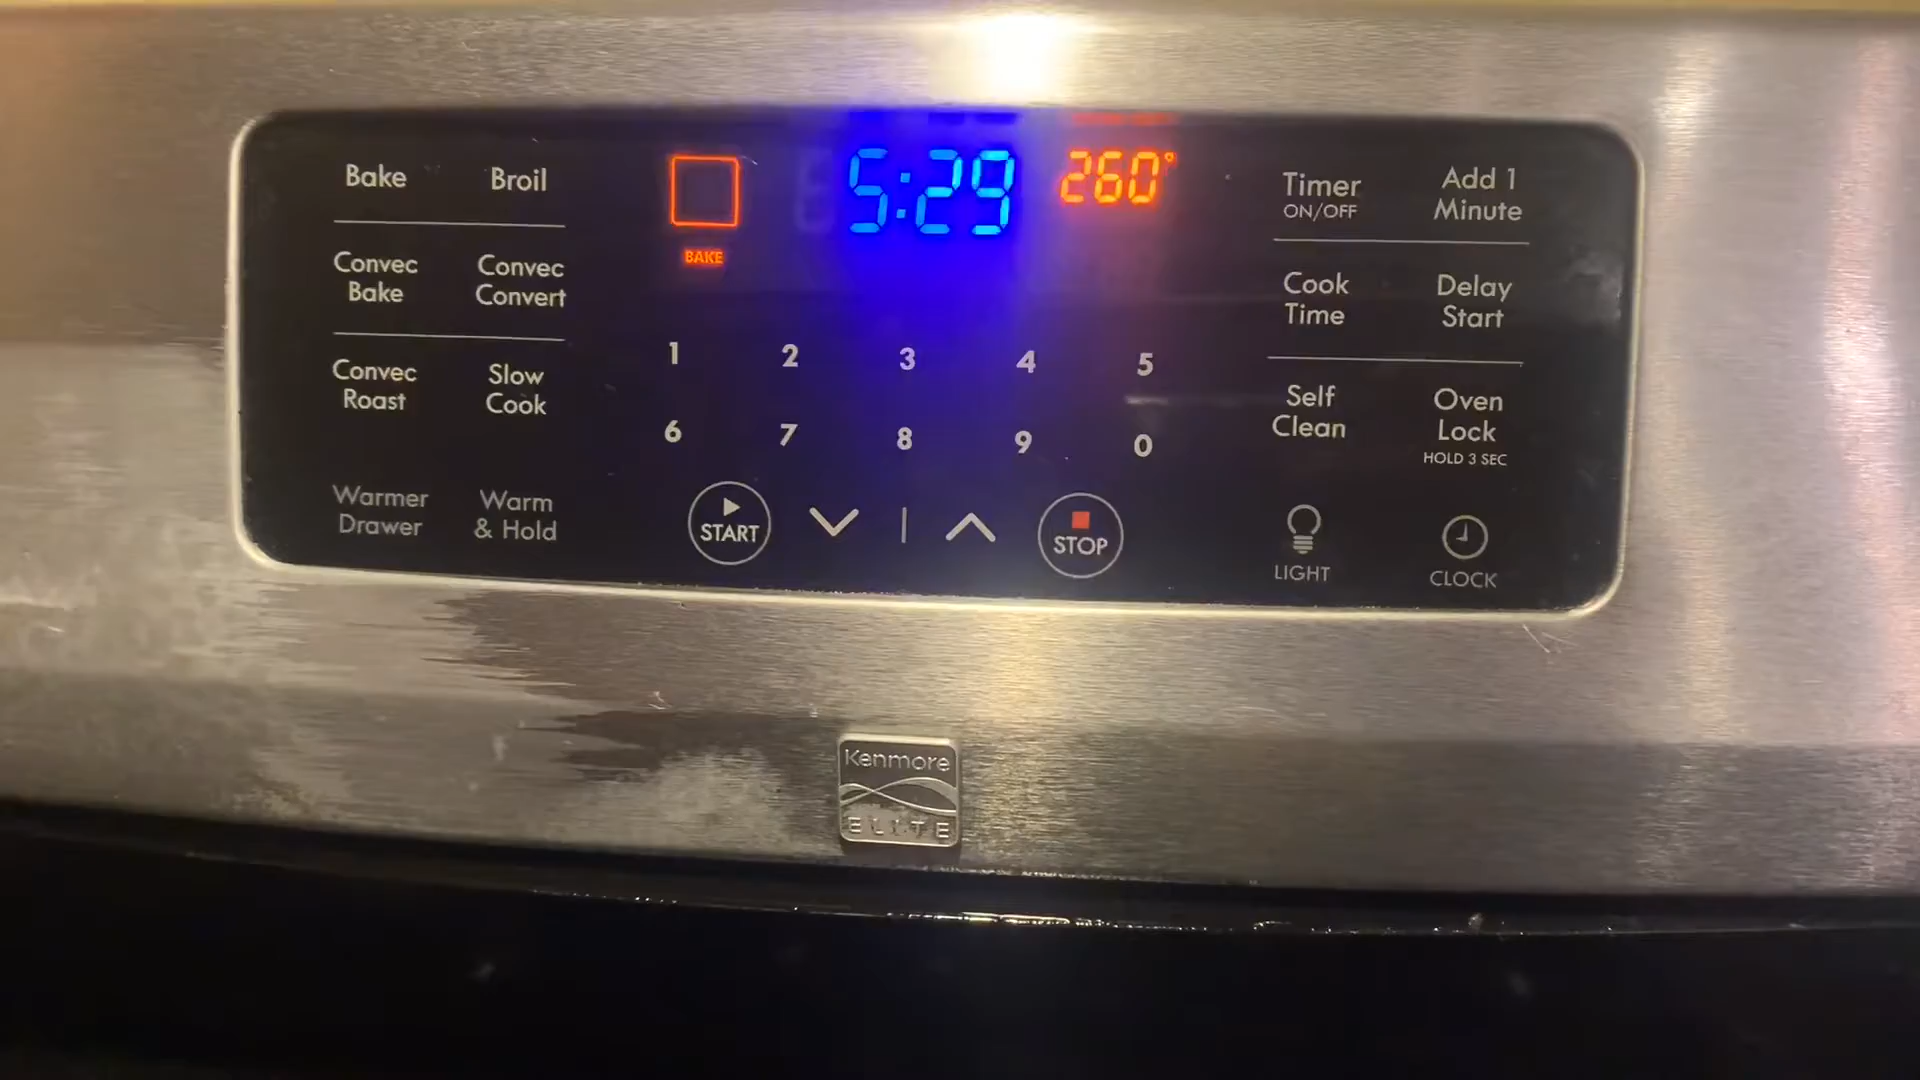 Bake Broil
5:29 260°
BAKE
Timer
ON/OFF
Add 1
Minute
Convec
Bake
Convec
Convert
Cook
Time
Delay
Start
1 2 3 4 5
Convec
Roast
Slow
Cook
6 7 8 9 0
Self
Clean
Oven
Lock
HOLD 3 SEC
Warmer
Drawer
Warm
& Hold
START
STOP
LIGHT
CLOCK
Kenmore
ELITE